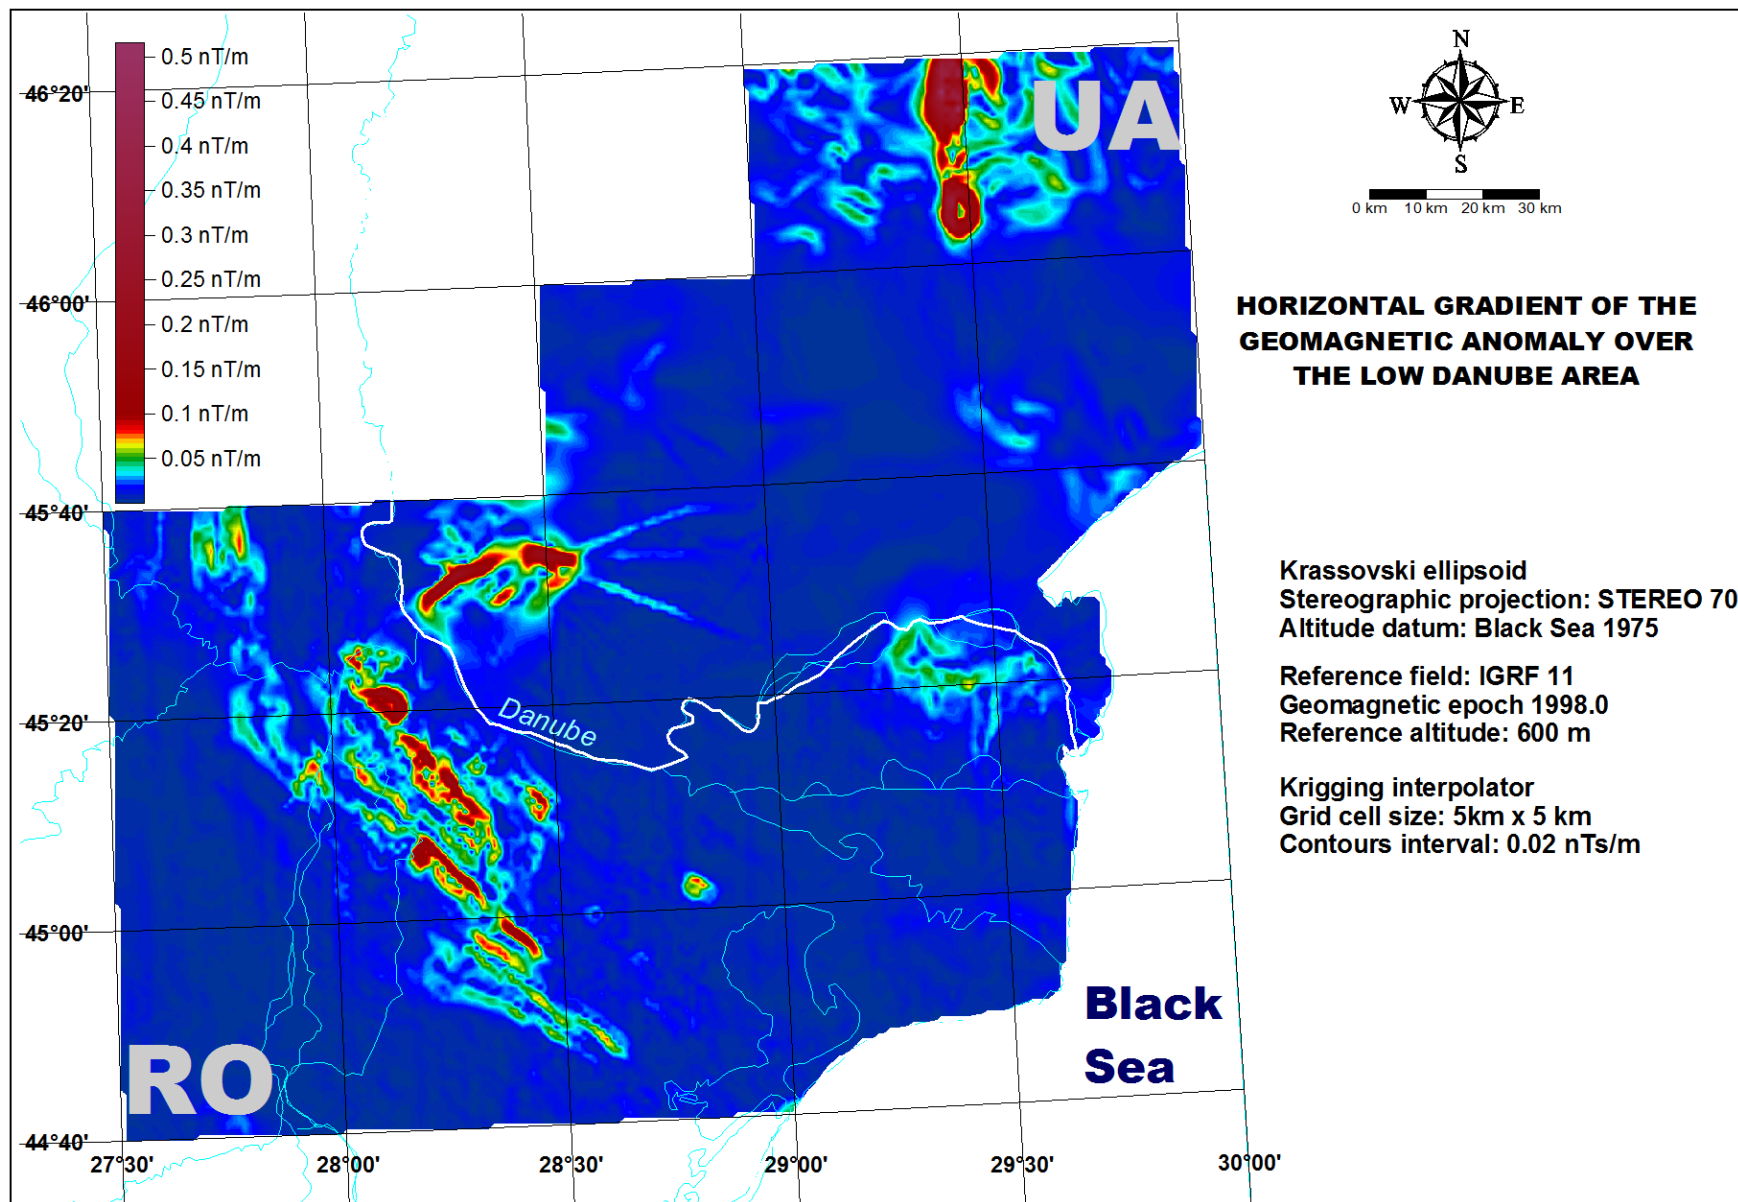 0.5 nT/m
0.45 nT/m
0.4 nT/m
0.35 nT/m
0.3 nT/m
0.25 nT/m
0.2 nT/m
0.15 nT/m
0.1 nT/m
0.05 nT/m
46°20'
46°00'
45°40'
45°20'
45°00'
44°40'
27°30'
28°00'
28°30'
29°00'
29°30'
30°00'
UA
RO
Danube
Black
Sea
N
W
E
S
0 km 10 km 20 km 30 km
HORIZONTAL GRADIENT OF THE
GEOMAGNETIC ANOMALY OVER
THE LOW DANUBE AREA
Krassovski ellipsoid
Stereographic projection: STEREO 70
Altitude datum: Black Sea 1975
Reference field: IGRF 11
Geomagnetic epoch 1998.0
Reference altitude: 600 m
Krigging interpolator
Grid cell size: 5km x 5 km
Contours interval: 0.02 nTs/m